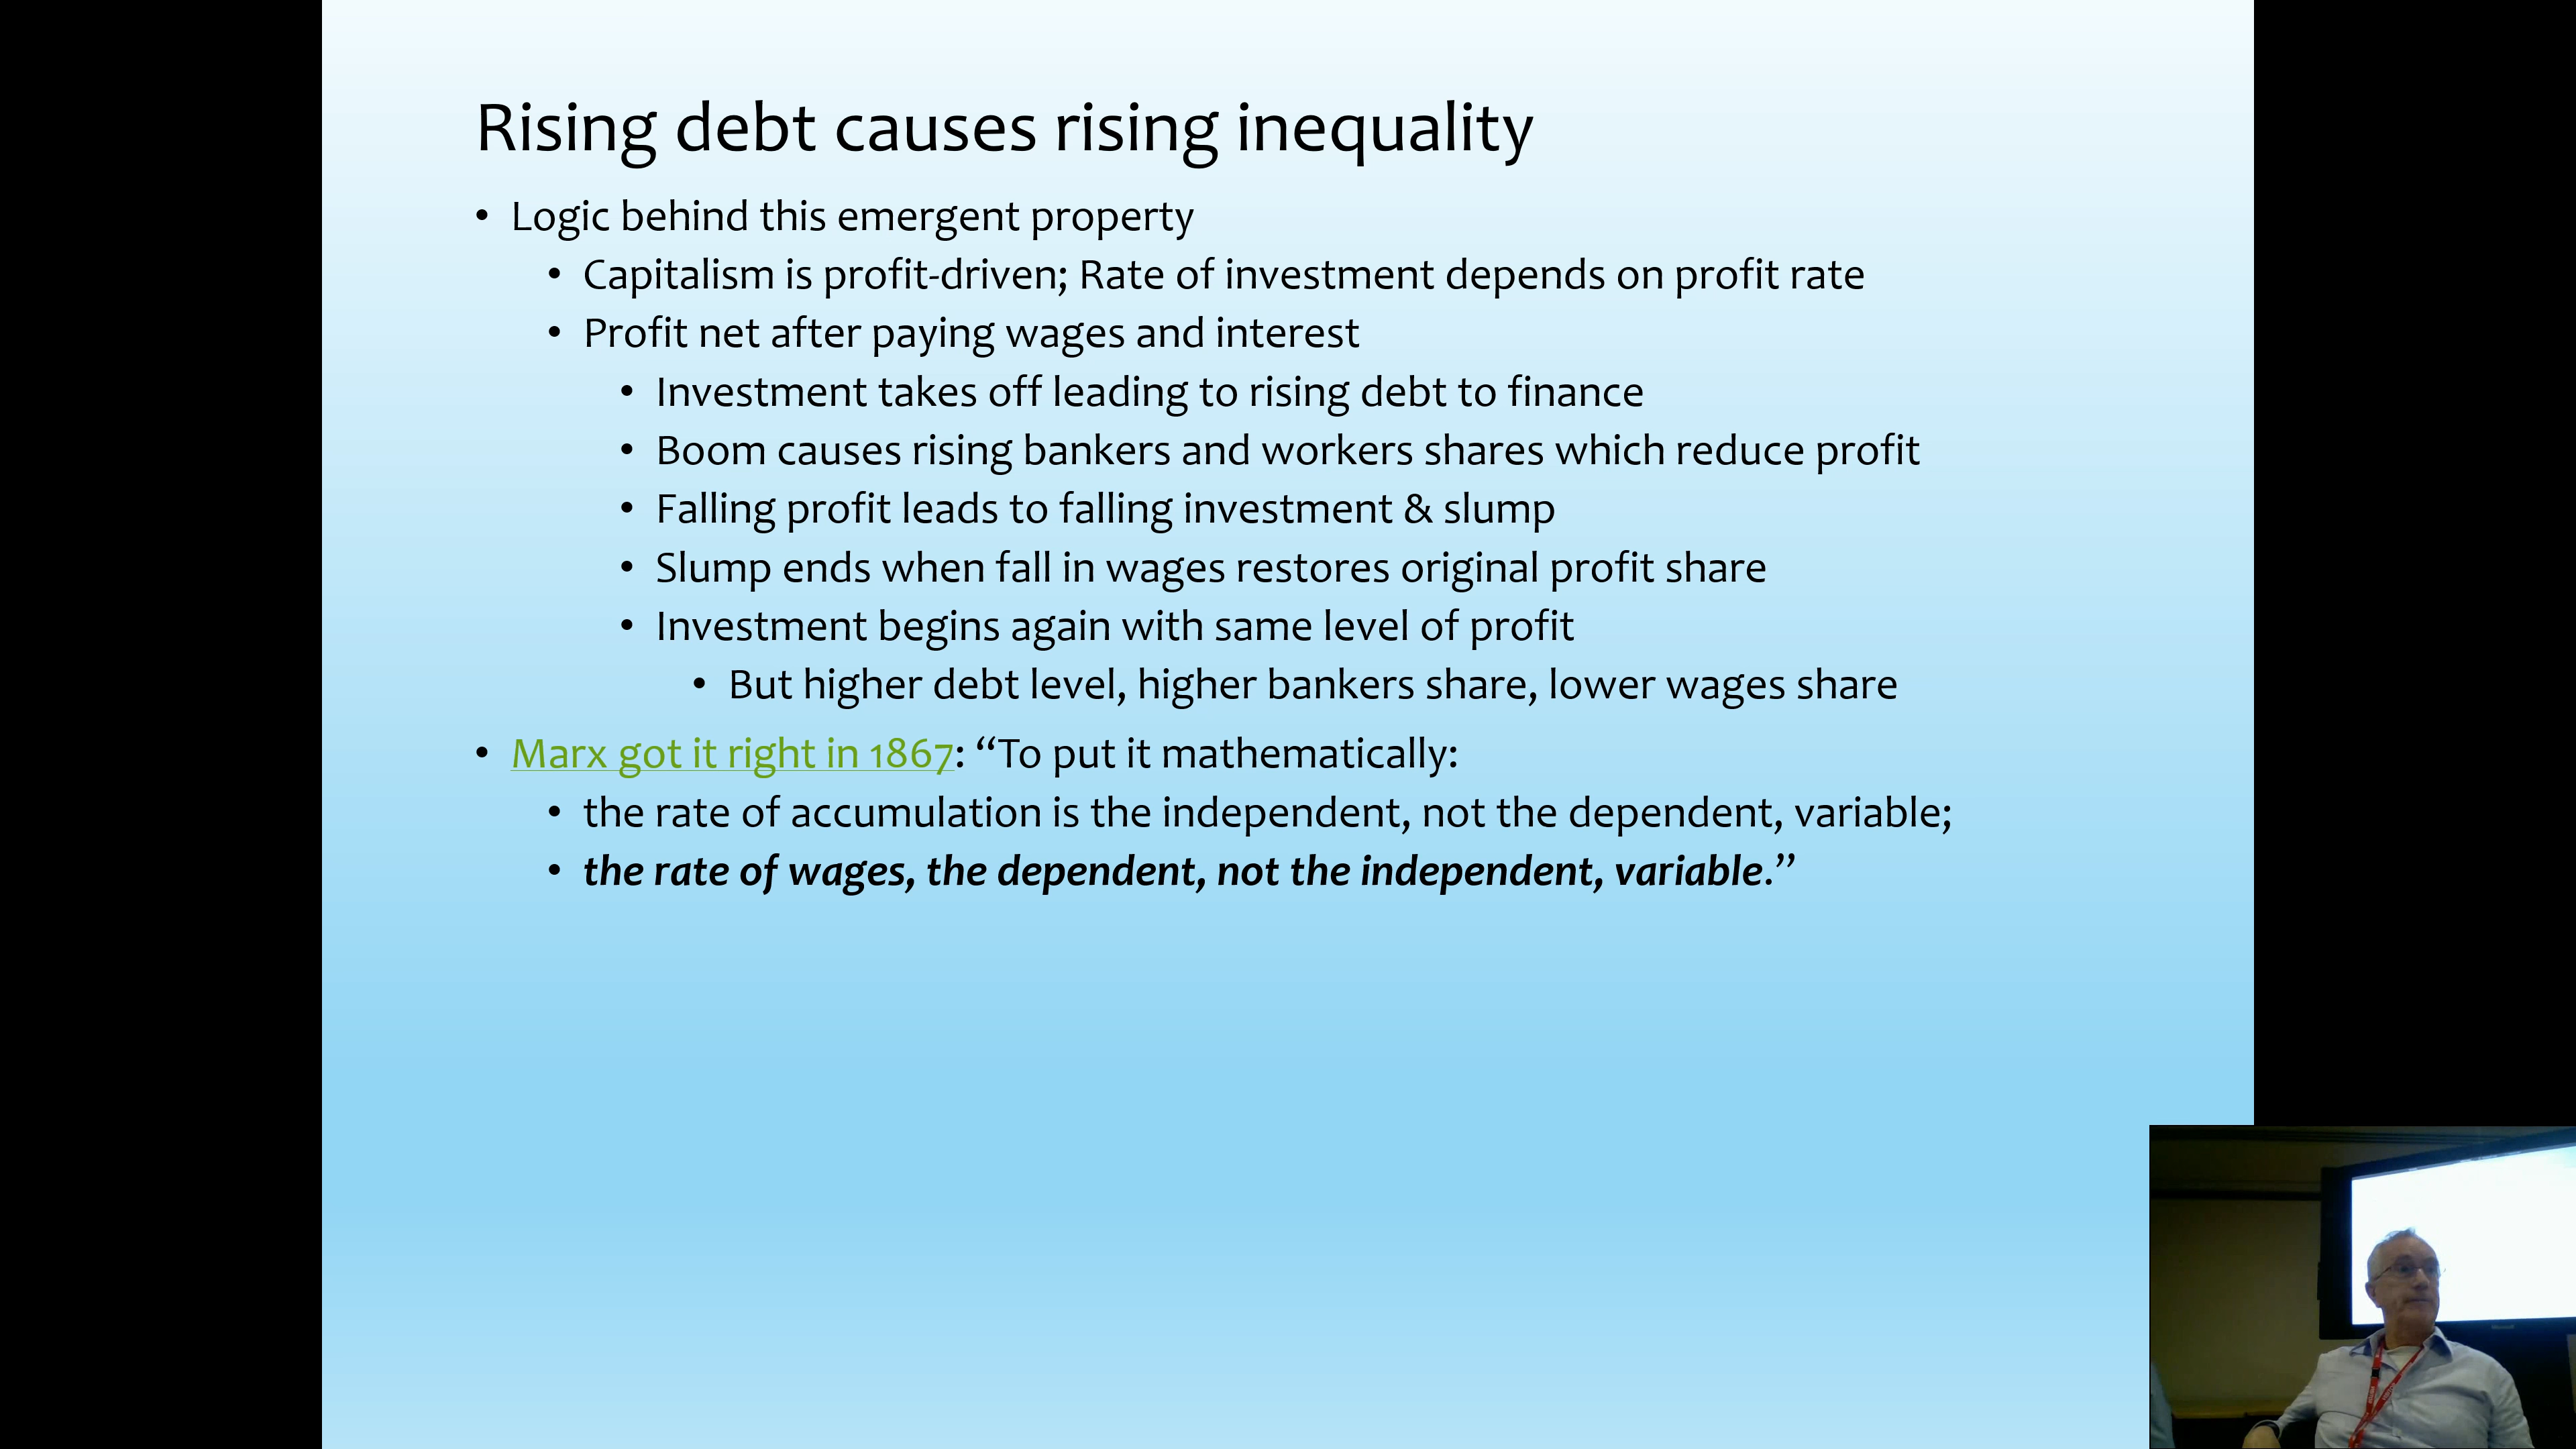 Rising debt causes rising inequality
• Logic behind this emergent property
• Capitalism is profit-driven; Rate of investment depends on profit rate
• Profit net after paying wages and interest
• Investment takes off leading to rising debt to finance
• Boom causes rising bankers and workers shares which reduce profit
• Falling profit leads to falling investment & slump
• Slump ends when fall in wages restores original profit share
• Investment begins again with same level of profit
• But higher debt level, higher bankers share, lower wages share
• Marx got it right in 1867: “To put it mathematically:
• the rate of accumulation is the independent, not the dependent, variable;
• the rate of wages, the dependent, not the independent, variable.”